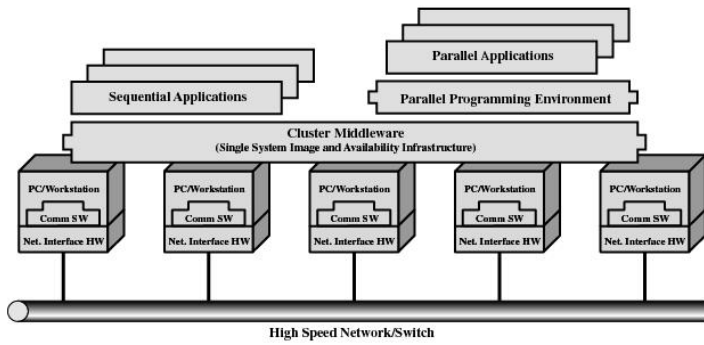 Parallel Applications
Sequential Applications
Parallel Programming Environment
Cluster Middleware
(Single System Image and Availability Infrastructure)
PC/Workstation
Comm SW
Net. Interface HW
PC/Workstation
Comm SW
Net. Interface HW
PC/Workstation
Comm SW
Net. Interface HW
PC/Workstation
Comm SW
Net. Interface HW
PC/Workstation
Comm SW
Net. Interface HW
High Speed Network/Switch